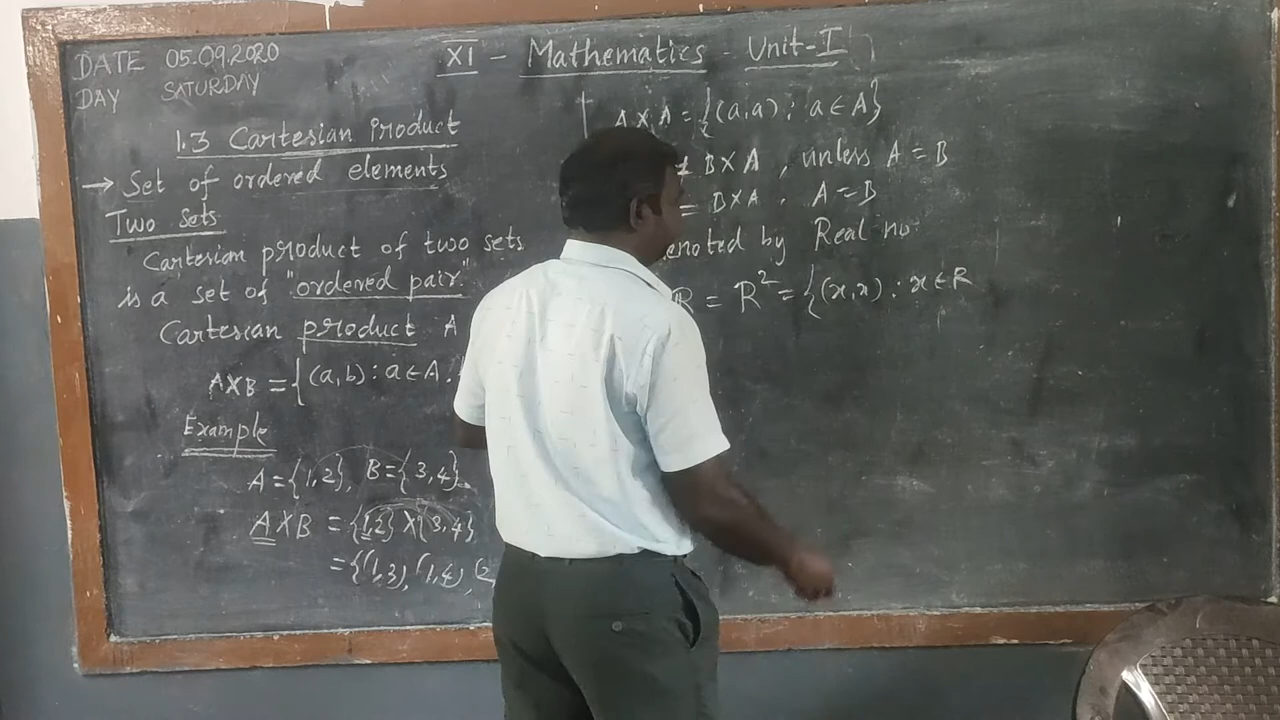 DATE 05.09.2020
DAY SATURDAY
XI - Mathematics - Unit-I
1.3 Cartesian Product
→ Set of ordered elements
Two Sets
Cartesian product of two sets
is a set of "ordered pair"
Cartesian product A
AXB = {(a,b) : a ∈ A .
Example
A = {1,2}, B = {3,4}
AXB = {1,2} X {3,4}
= {(1,3), (1,4), (2
A X A = {(a,a) : a ∈ A}
≠ B X A , unless A = B
= B X A . A = B
enoted by Real no.
R = R² = {(x,x) : x ∈ R